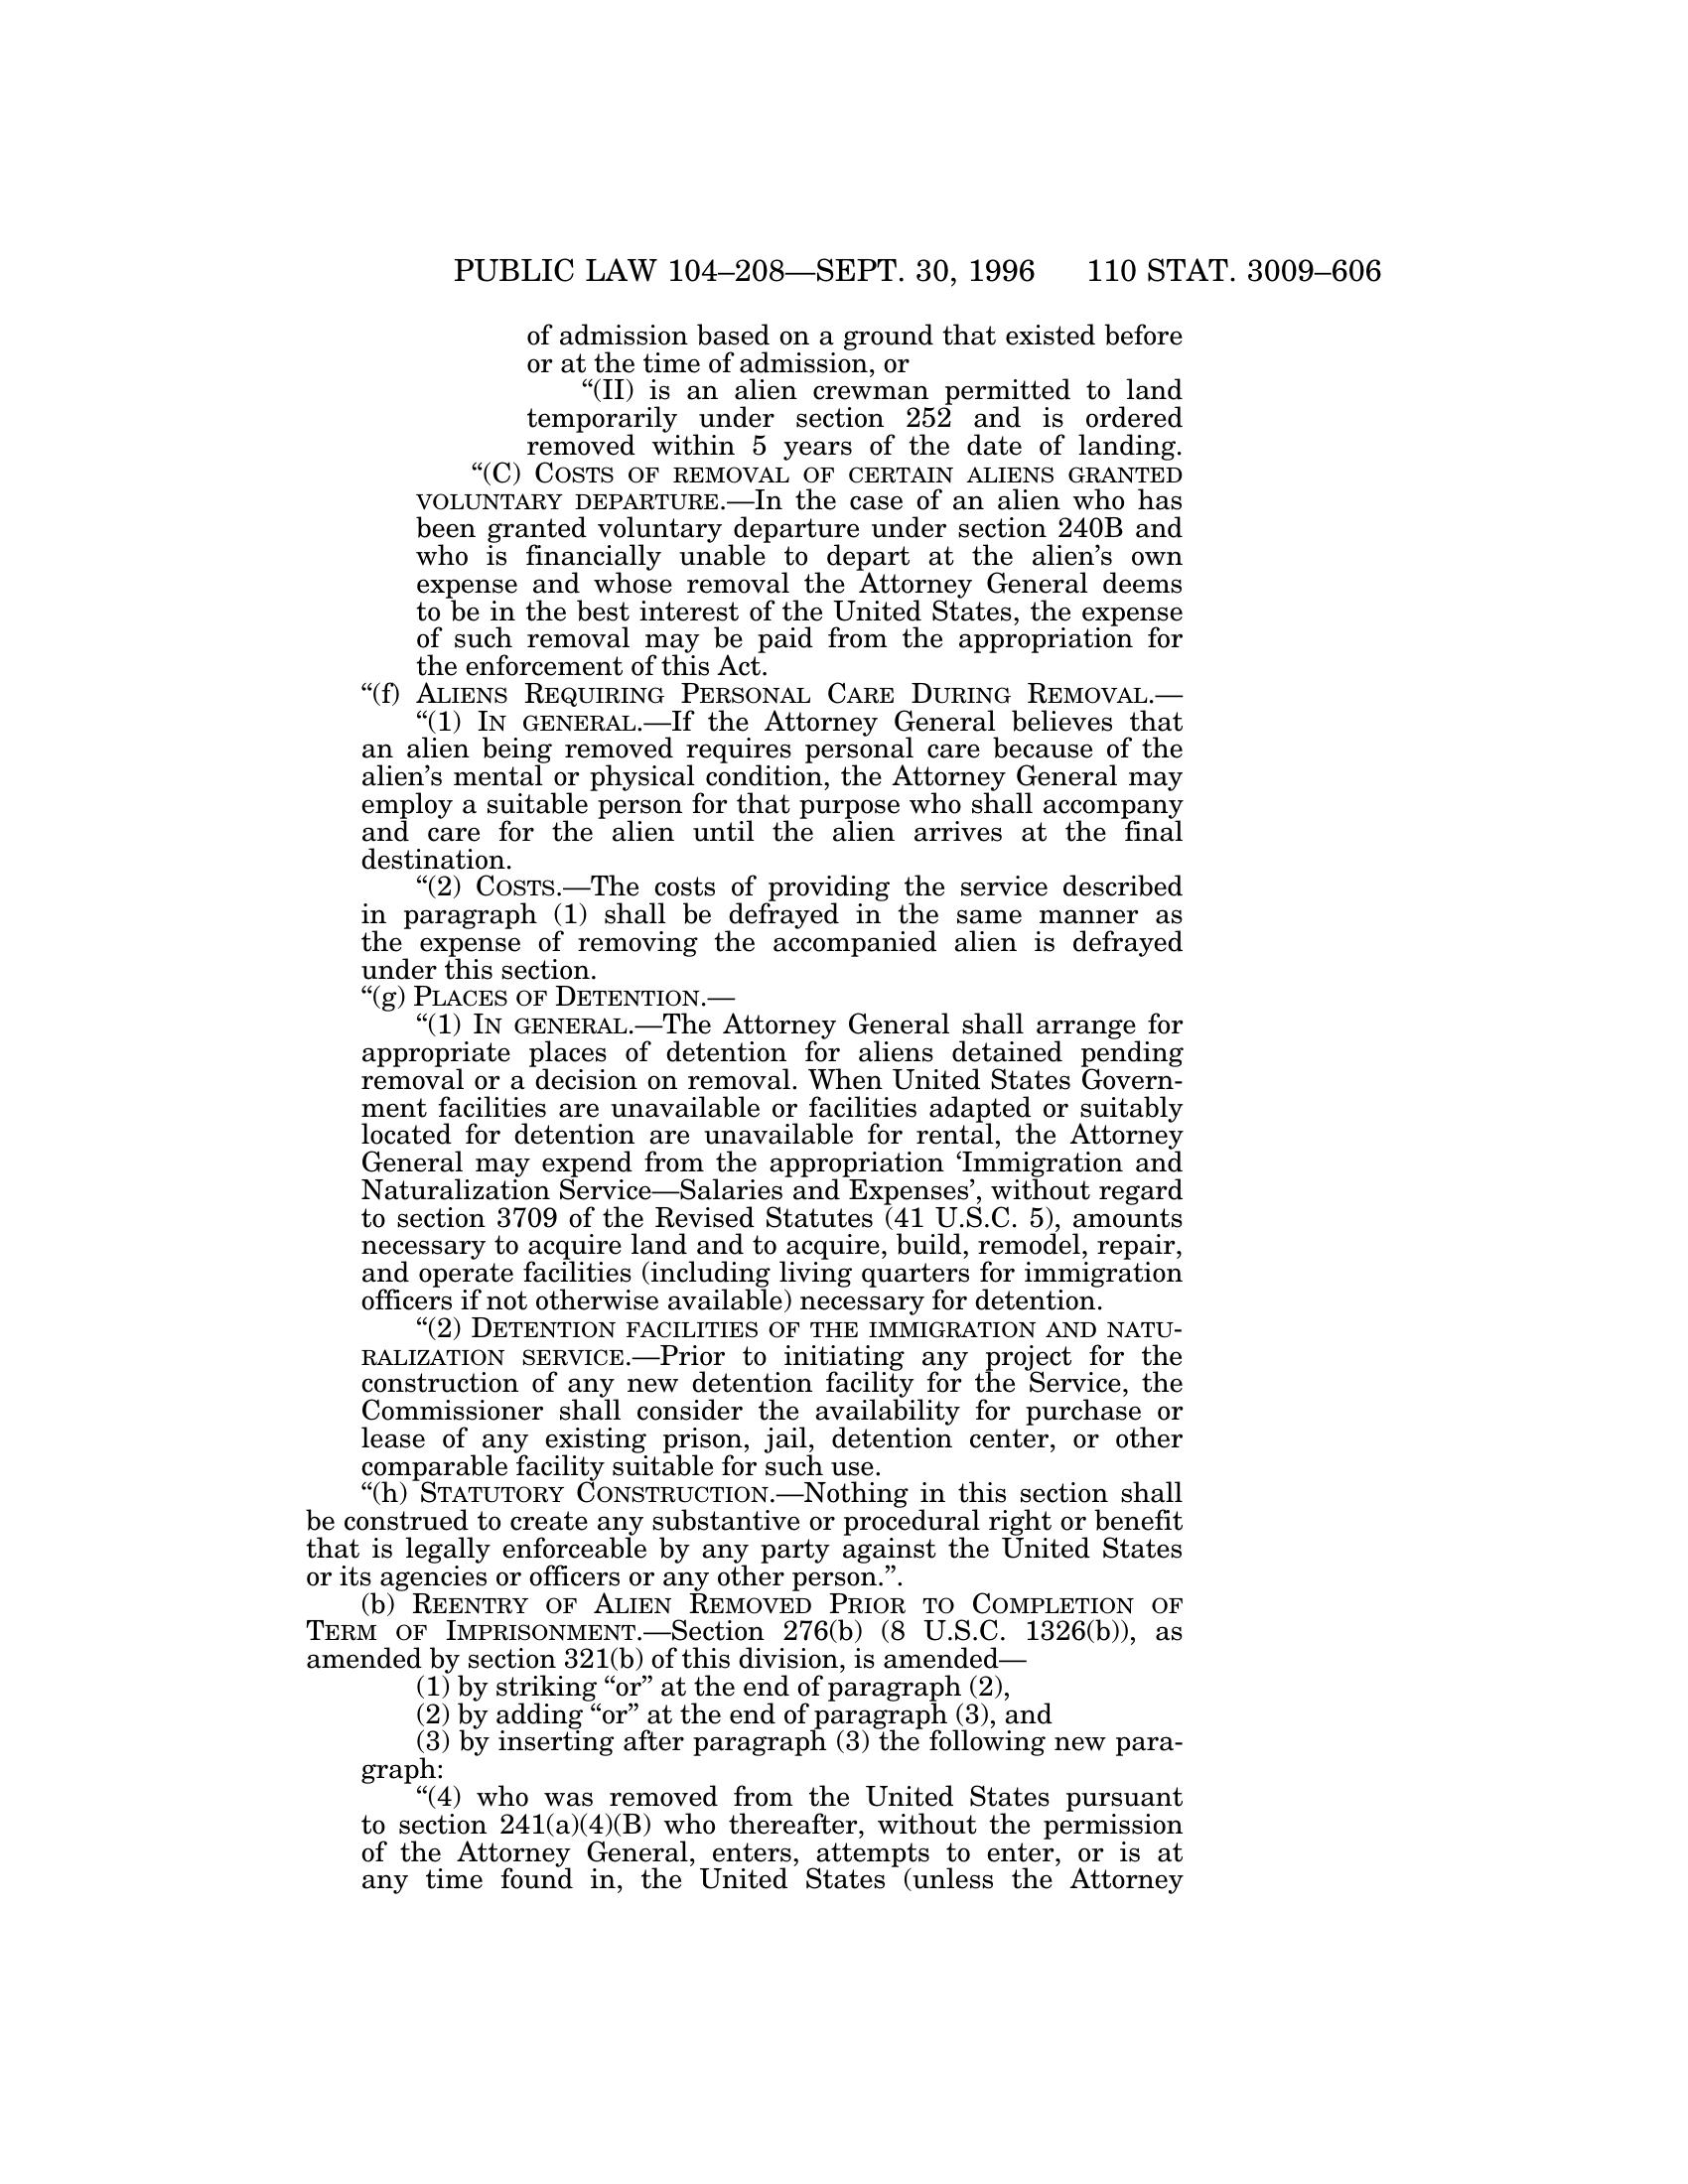 PUBLIC LAW 104–208—SEPT. 30, 1996 110 STAT. 3009–606
of admission based on a ground that existed before
or at the time of admission, or
“(II) is an alien crewman permitted to land
temporarily under section 252 and is ordered
removed within 5 years of the date of landing.
“(C) COSTS OF REMOVAL OF CERTAIN ALIENS GRANTED
VOLUNTARY DEPARTURE.—In the case of an alien who has
been granted voluntary departure under section 240B and
who is financially unable to depart at the alien’s own
expense and whose removal the Attorney General deems
to be in the best interest of the United States, the expense
of such removal may be paid from the appropriation for
the enforcement of this Act.
“(f) ALIENS REQUIRING PERSONAL CARE DURING REMOVAL.—
“(1) IN GENERAL.—If the Attorney General believes that
an alien being removed requires personal care because of the
alien’s mental or physical condition, the Attorney General may
employ a suitable person for that purpose who shall accompany
and care for the alien until the alien arrives at the final
destination.
“(2) COSTS.—The costs of providing the service described
in paragraph (1) shall be defrayed in the same manner as
the expense of removing the accompanied alien is defrayed
under this section.
“(g) PLACES OF DETENTION.—
“(1) IN GENERAL.—The Attorney General shall arrange for
appropriate places of detention for aliens detained pending
removal or a decision on removal. When United States Govern-
ment facilities are unavailable or facilities adapted or suitably
located for detention are unavailable for rental, the Attorney
General may expend from the appropriation ‘Immigration and
Naturalization Service—Salaries and Expenses’, without regard
to section 3709 of the Revised Statutes (41 U.S.C. 5), amounts
necessary to acquire land and to acquire, build, remodel, repair,
and operate facilities (including living quarters for immigration
officers if not otherwise available) necessary for detention.
“(2) DETENTION FACILITIES OF THE IMMIGRATION AND NATU-
RALIZATION SERVICE.—Prior to initiating any project for the
construction of any new detention facility for the Service, the
Commissioner shall consider the availability for purchase or
lease of any existing prison, jail, detention center, or other
comparable facility suitable for such use.
“(h) STATUTORY CONSTRUCTION.—Nothing in this section shall
be construed to create any substantive or procedural right or benefit
that is legally enforceable by any party against the United States
or its agencies or officers or any other person.”.
(b) REENTRY OF ALIEN REMOVED PRIOR TO COMPLETION OF
TERM OF IMPRISONMENT.—Section 276(b) (8 U.S.C. 1326(b)), as
amended by section 321(b) of this division, is amended—
(1) by striking “or” at the end of paragraph (2),
(2) by adding “or” at the end of paragraph (3), and
(3) by inserting after paragraph (3) the following new para-
graph:
“(4) who was removed from the United States pursuant
to section 241(a)(4)(B) who thereafter, without the permission
of the Attorney General, enters, attempts to enter, or is at
any time found in, the United States (unless the Attorney